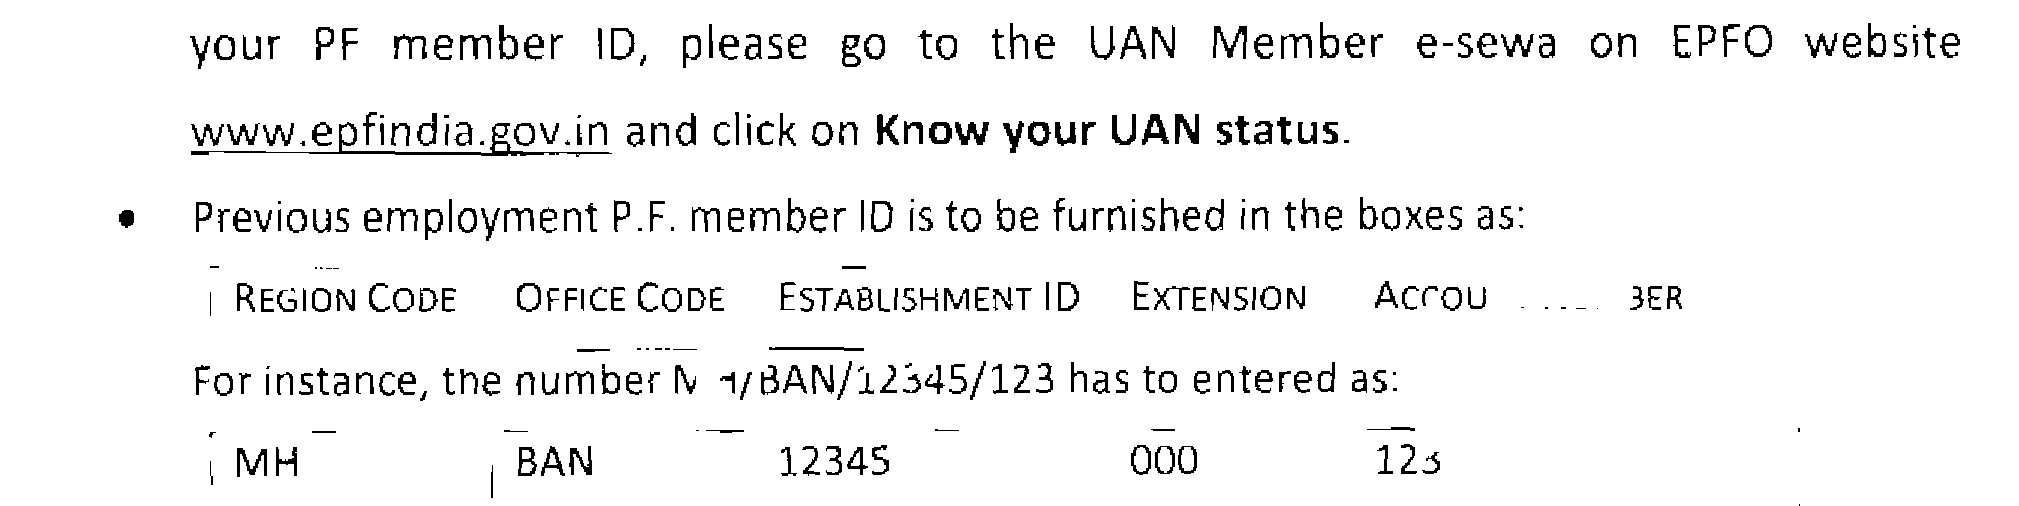 your PF member ID, please go to the UAN Member e-sewa on EPFO website
www.epfindia.gov.in and click on Know your UAN status.
• Previous employment P.F. member ID is to be furnished in the boxes as:
REGION CODE OFFICE CODE ESTABLISHMENT ID EXTENSION
For instance, the number /BAN/12345/123 has to entered as:
MH BAN 12345 000 123